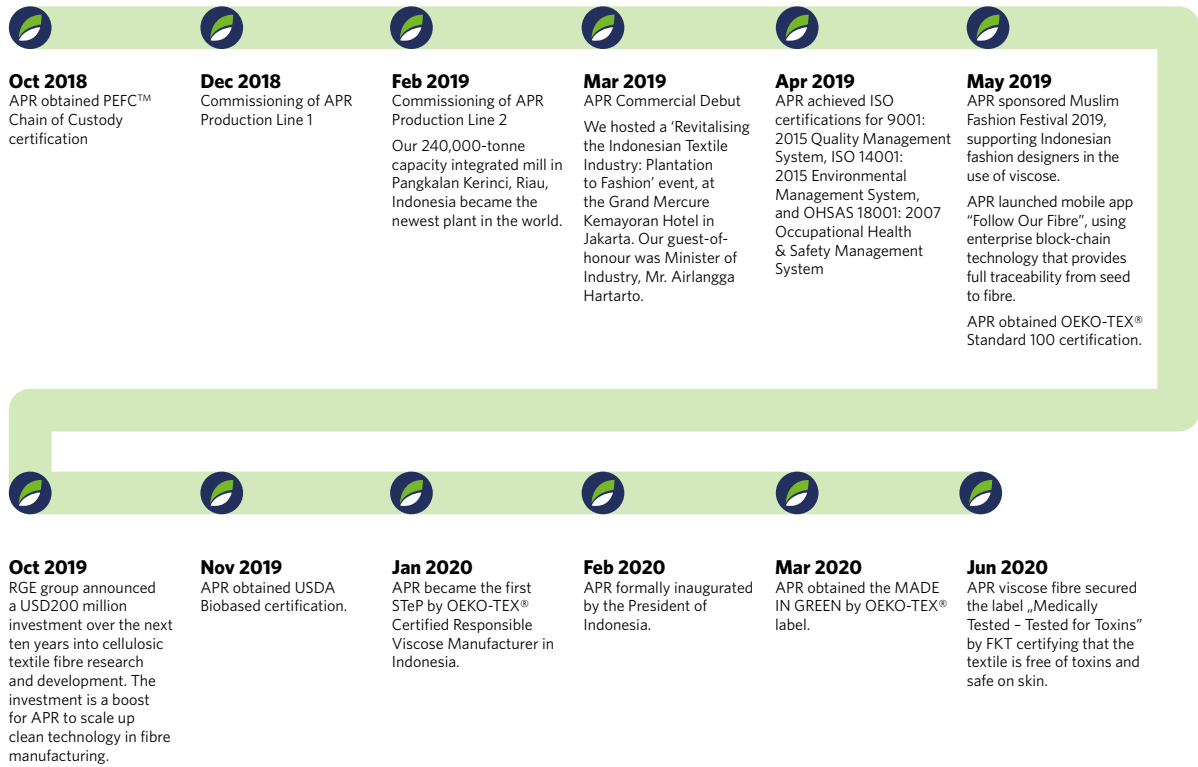 Oct 2018
APR obtained PEFC™
Chain of Custody
certification
Dec 2018
Commissioning of APR
Production Line 1
Feb 2019
Commissioning of APR
Production Line 2
Our 240,000-tonne
capacity integrated mill in
Pangkalan Kerinci, Riau,
Indonesia became the
newest plant in the world.
Mar 2019
APR Commercial Debut
We hosted a ‘Revitalising
the Indonesian Textile
Industry: Plantation
to Fashion’ event, at
the Grand Mercure
Kemayoran Hotel in
Jakarta. Our guest-of-
honour was Minister of
Industry, Mr. Airlangga
Hartarto.
Apr 2019
APR achieved ISO
certifications for 9001:
2015 Quality Management
System, ISO 14001:
2015 Environmental
Management System,
and OHSAS 18001: 2007
Occupational Health
& Safety Management
System
May 2019
APR sponsored Muslim
Fashion Festival 2019,
supporting Indonesian
fashion designers in the
use of viscose.
APR launched mobile app
“Follow Our Fibre”, using
enterprise block-chain
technology that provides
full traceability from seed
to fibre.
APR obtained OEKO-TEX®
Standard 100 certification.
Oct 2019
RGE group announced
a USD200 million
investment over the next
ten years into cellulosic
textile fibre research
and development. The
investment is a boost
for APR to scale up
clean technology in fibre
manufacturing.
Nov 2019
APR obtained USDA
Biobased certification.
Jan 2020
APR became the first
STeP by OEKO-TEX®
Certified Responsible
Viscose Manufacturer in
Indonesia.
Feb 2020
APR formally inaugurated
by the President of
Indonesia.
Mar 2020
APR obtained the MADE
IN GREEN by OEKO-TEX®
label.
Jun 2020
APR viscose fibre secured
the label „Medically
Tested – Tested for Toxins”
by FKT certifying that the
textile is free of toxins and
safe on skin.